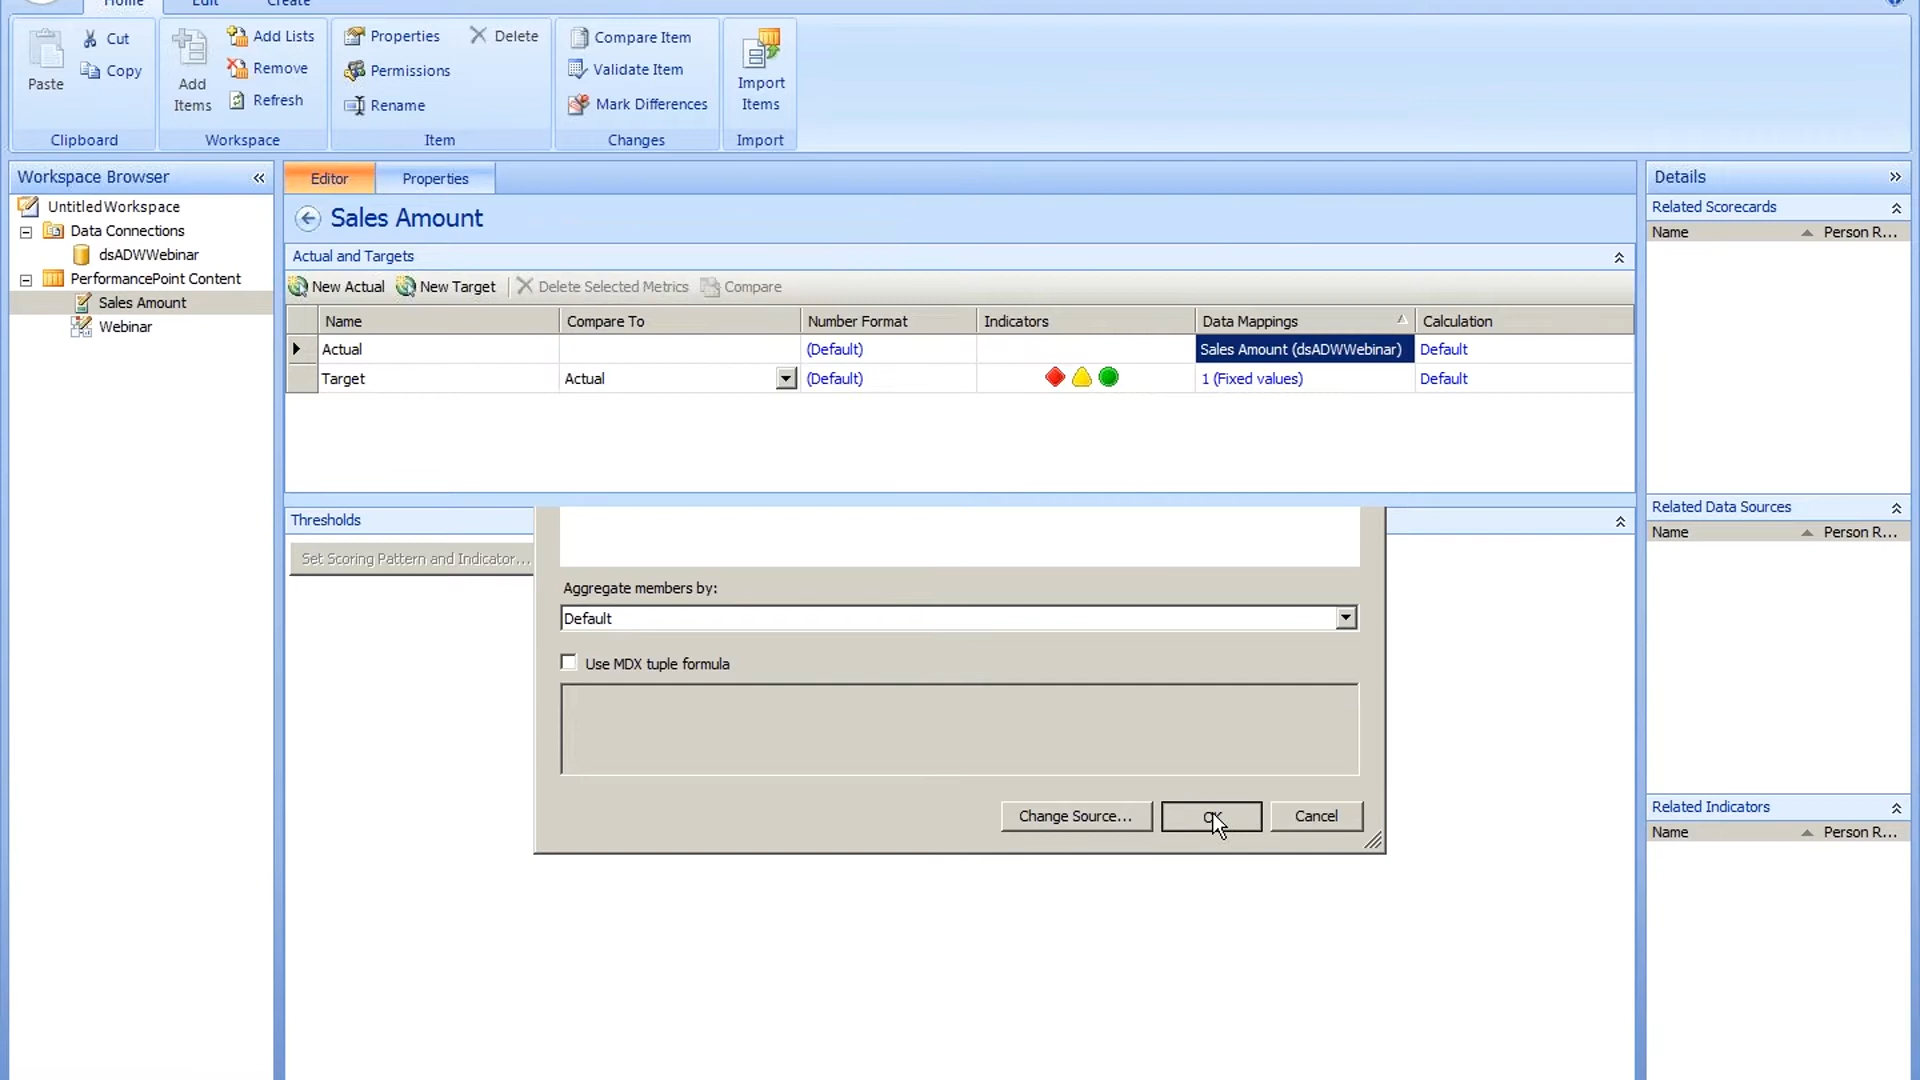 Home Edit Create
Paste
Cut
Copy
Clipboard
Add Items
Add Lists
Remove
Refresh
Workspace
Properties
Permissions
Rename
Delete
Item
Compare Item
Validate Item
Mark Differences
Changes
Import Items
Import
Workspace Browser
Untitled Workspace
Data Connections
dsADWWebinar
PerformancePoint Content
Sales Amount
Webinar
Editor Properties
Sales Amount
Actual and Targets
New Actual New Target Delete Selected Metrics Compare
Name Compare To Number Format Indicators Data Mappings Calculation
Actual (Default) Sales Amount (dsADWWebinar) Default
Target Actual (Default) 1 (Fixed values) Default
Thresholds
Set Scoring Pattern and Indicator...
Aggregate members by:
Default
Use MDX tuple formula
Change Source... OK Cancel
Details
Related Scorecards
Name Person R...
Related Data Sources
Name Person R...
Related Indicators
Name Person R...